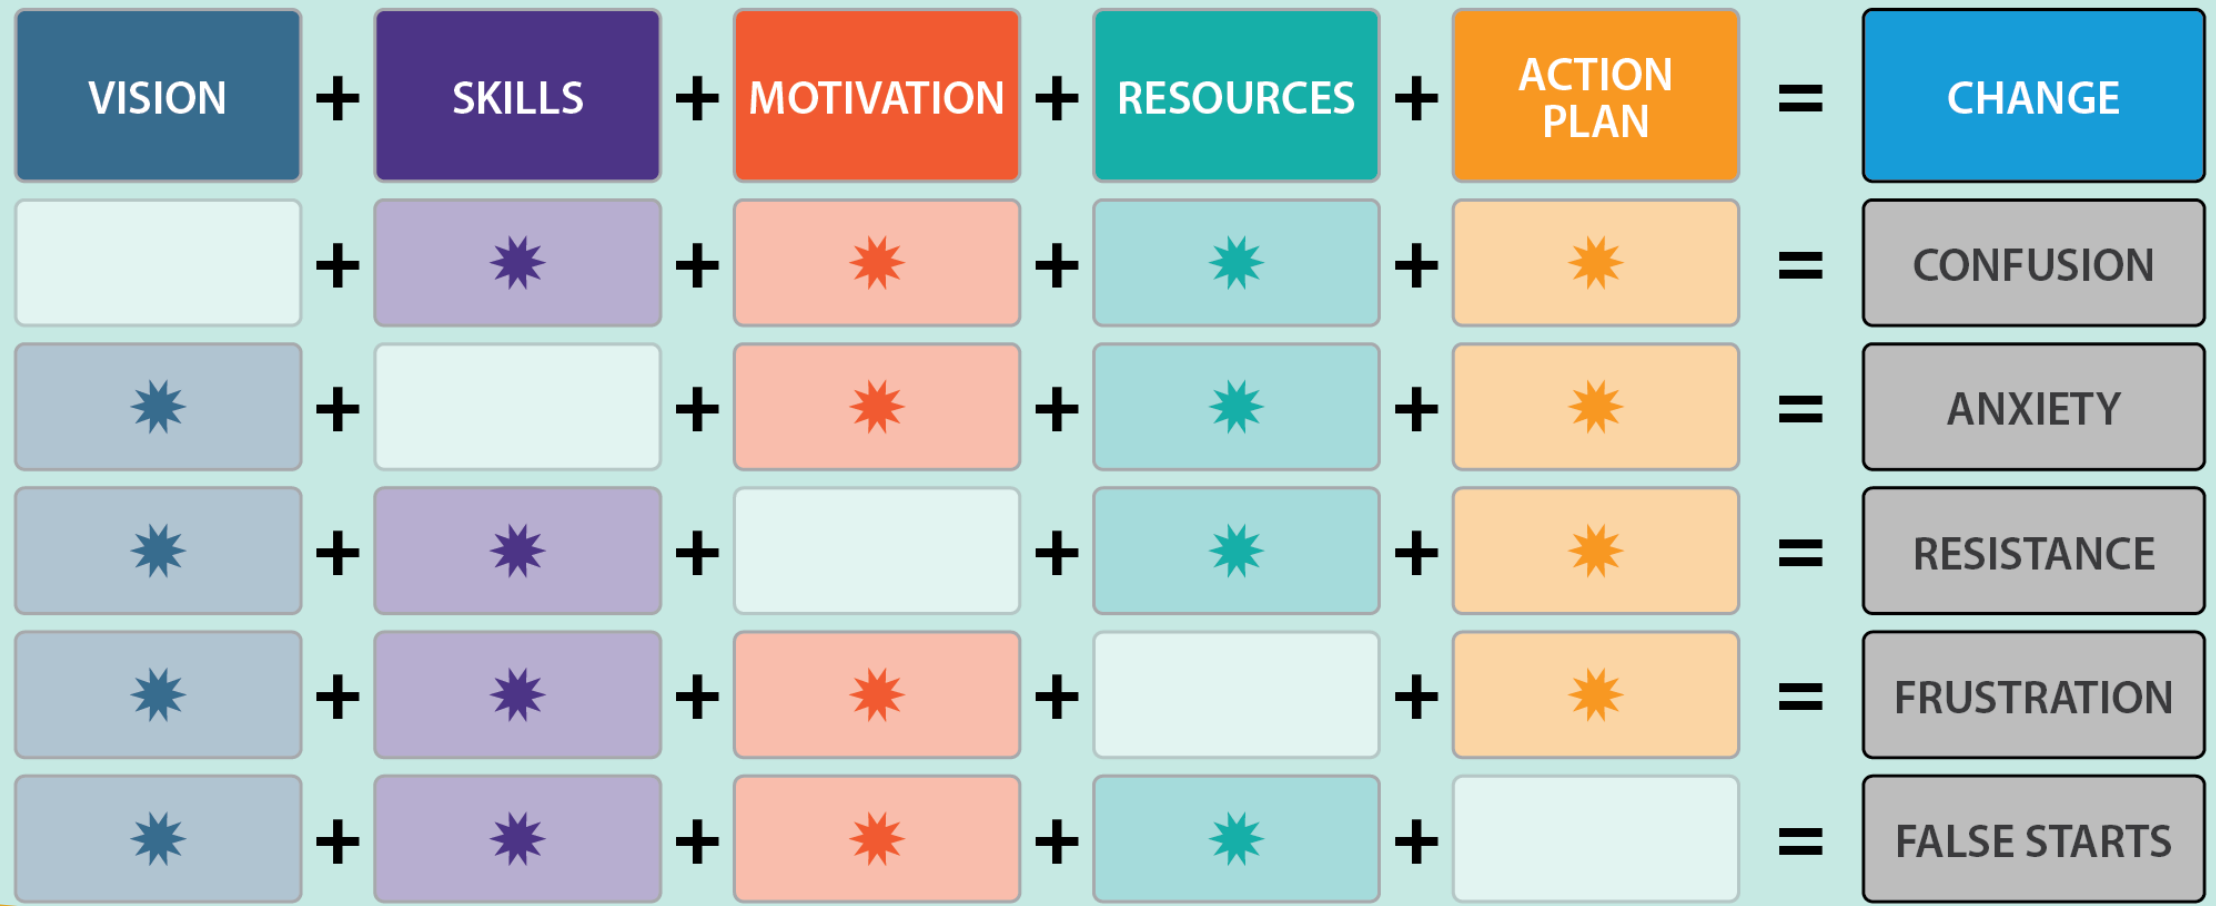 VISION + SKILLS + MOTIVATION + RESOURCES + ACTION PLAN = CHANGE
+ + + + = CONFUSION
+ + + + = ANXIETY
+ + + + = RESISTANCE
+ + + + = FRUSTRATION
+ + + + = FALSE STARTS